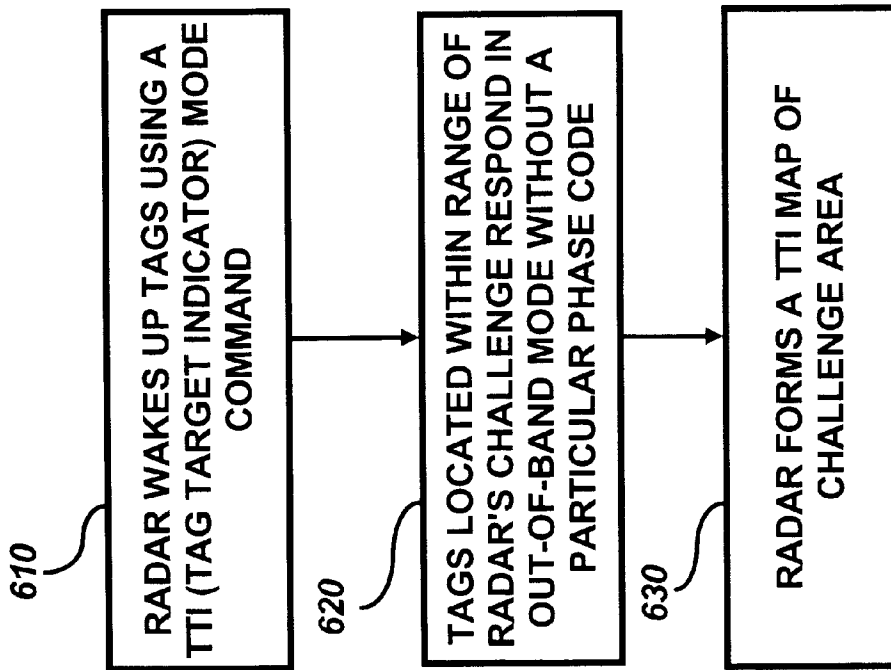 610
RADAR WAKES UP TAGS USING A
TTI (TAG TARGET INDICATOR) MODE
COMMAND
620
TAGS LOCATED WITHIN RANGE OF
RADAR'S CHALLENGE RESPOND IN
OUT-OF-BAND MODE WITHOUT A
PARTICULAR PHASE CODE
630
RADAR FORMS A TTI MAP OF
CHALLENGE AREA